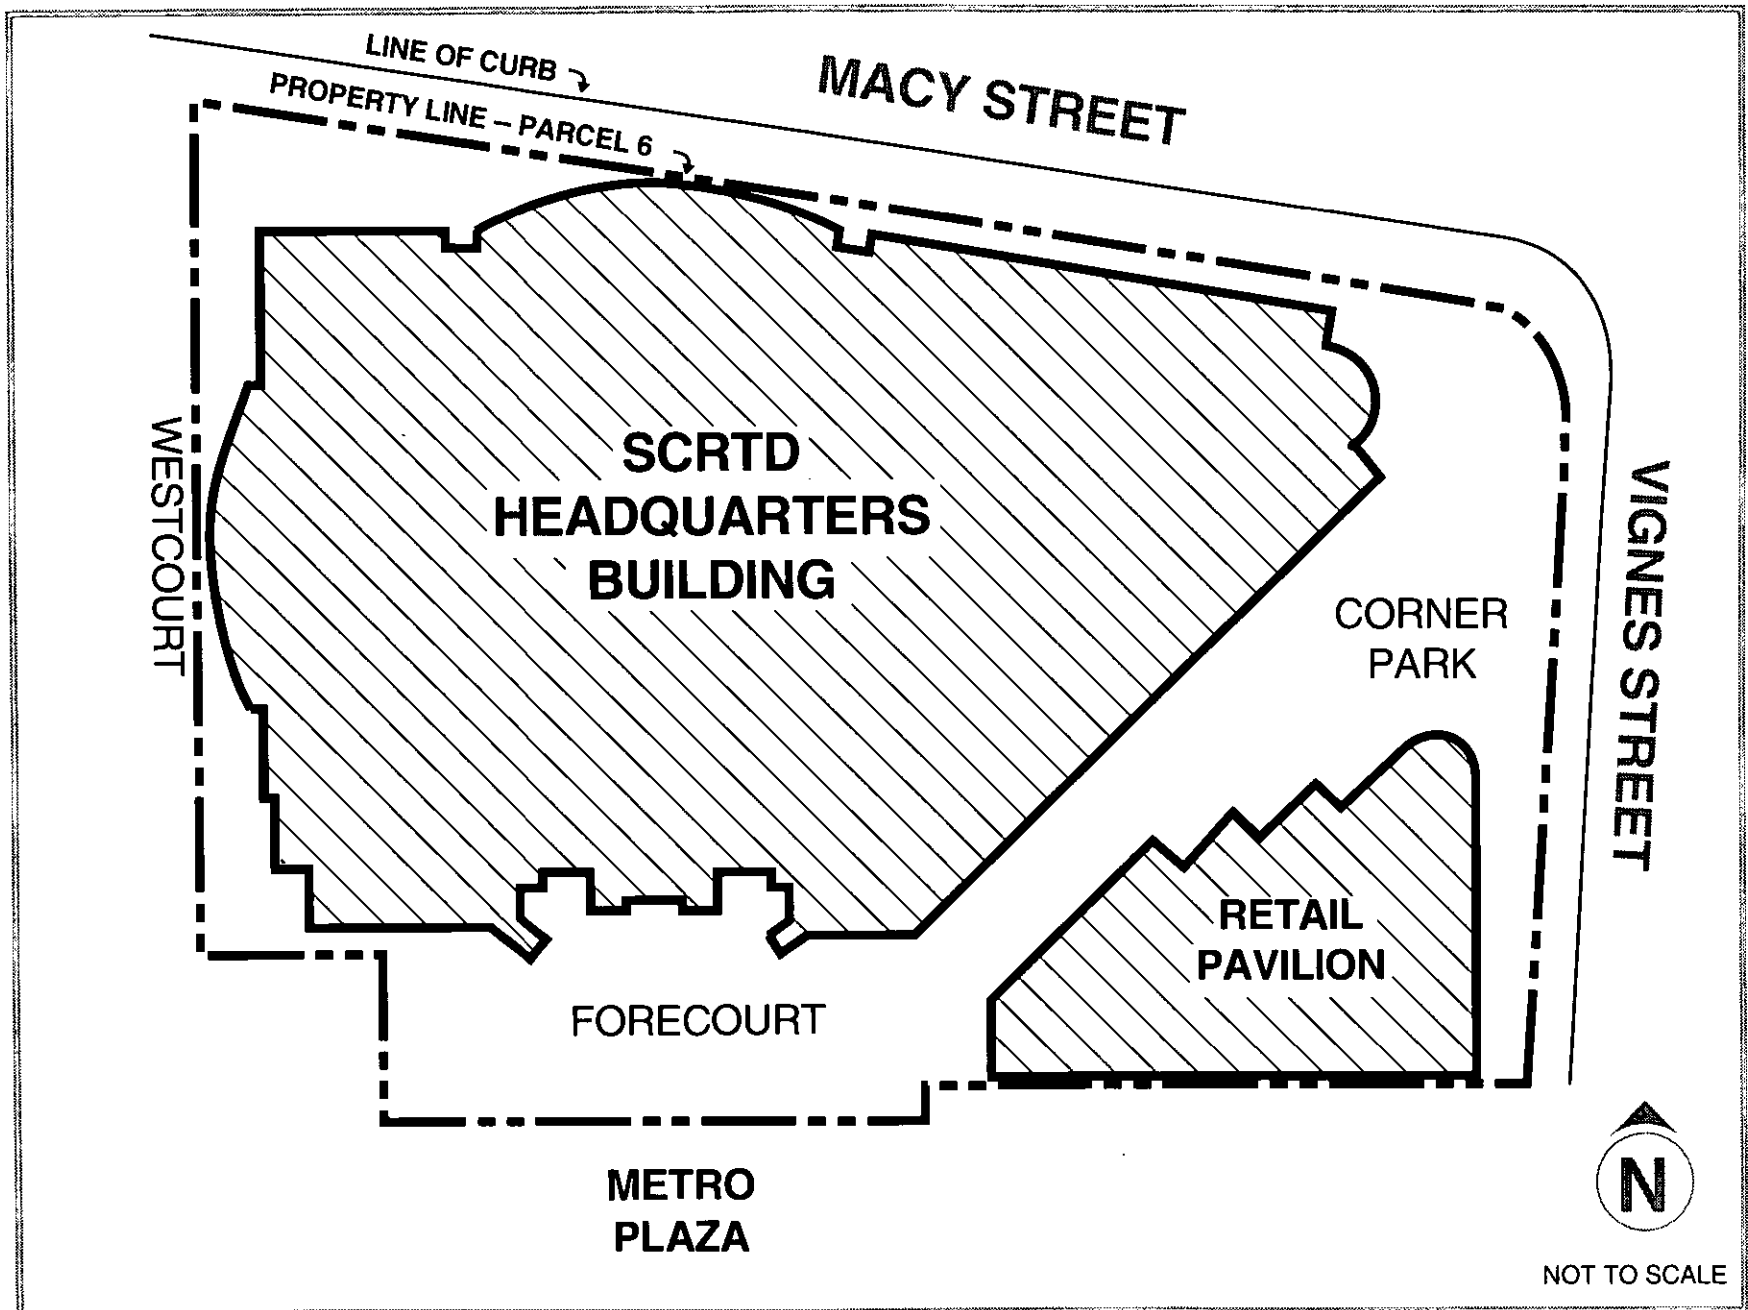 LINE OF CURB
PROPERTY LINE – PARCEL 6
MACY STREET
WESTCOURT
SCRTD
HEADQUARTERS
BUILDING
VIGNES STREET
CORNER
PARK
RETAIL
PAVILION
FORECOURT
METRO
PLAZA
N
NOT TO SCALE